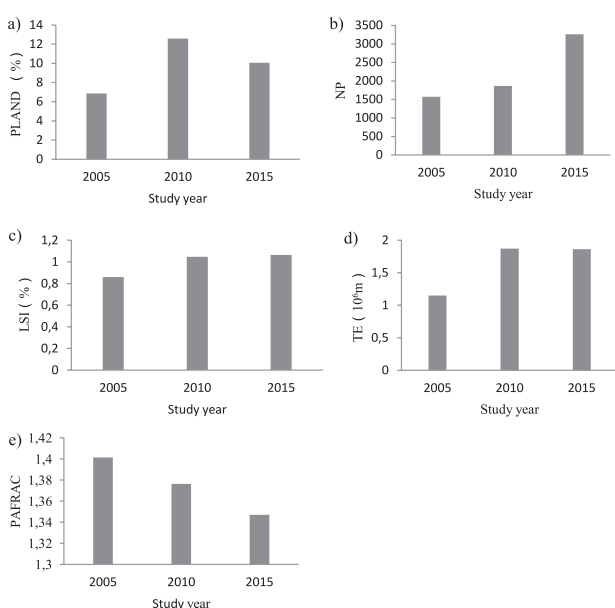 a)
PLAND ( % )
14
12
10
8
6
4
2
0
2005 2010 2015
Study year
b)
NP
3500
3000
2500
2000
1500
1000
500
0
2005 2010 2015
Study year
c)
LSI ( % )
1,2
1
0,8
0,6
0,4
0,2
0
2005 2010 2015
Study year
d)
TE ( 10⁶m )
2
1,5
1
0,5
0
2005 2010 2015
Study year
e)
PAFRAC
1,42
1,4
1,38
1,36
1,34
1,32
1,3
2005 2010 2015
Study year